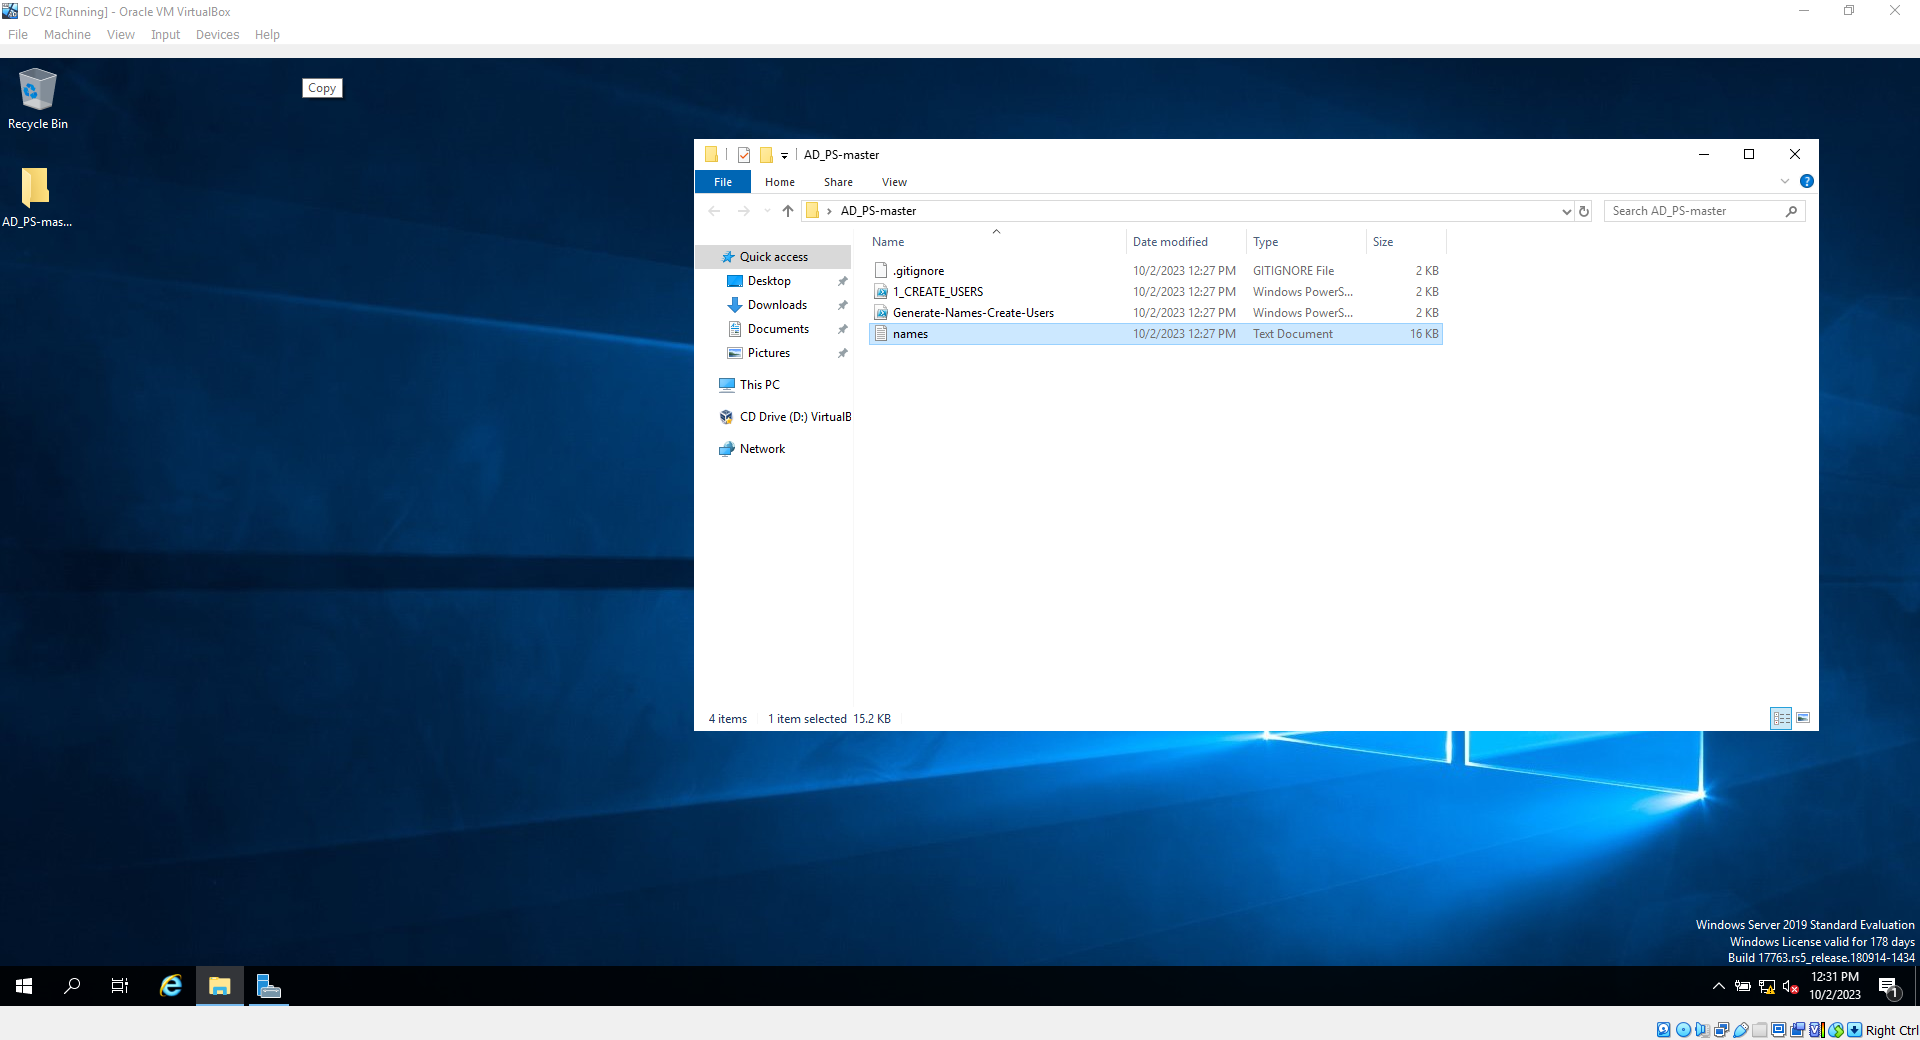 DCV2 [Running] - Oracle VM VirtualBox
File Machine View Input Devices Help
Copy
Recycle Bin
AD_PS-mas...
AD_PS-master
File Home Share View
AD_PS-master
Search AD_PS-master
Name Date modified Type Size
Quick access
Desktop
Downloads
Documents
Pictures
This PC
CD Drive (D:) VirtualB
Network
.gitignore 10/2/2023 12:27 PM GITIGNORE File 2 KB
1_CREATE_USERS 10/2/2023 12:27 PM Windows PowerS... 2 KB
Generate-Names-Create-Users 10/2/2023 12:27 PM Windows PowerS... 2 KB
names 10/2/2023 12:27 PM Text Document 16 KB
4 items 1 item selected 15.2 KB
Windows Server 2019 Standard Evaluation
Windows License valid for 178 days
Build 17763.rs5_release.180914-1434
12:31 PM
10/2/2023
1
Right Ctrl